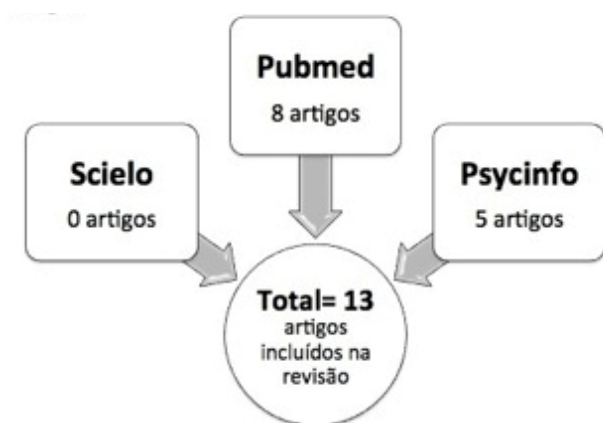 Pubmed
8 artigos
Scielo
0 artigos
Psycinfo
5 artigos
Total= 13
artigos
incluídos na
revisão